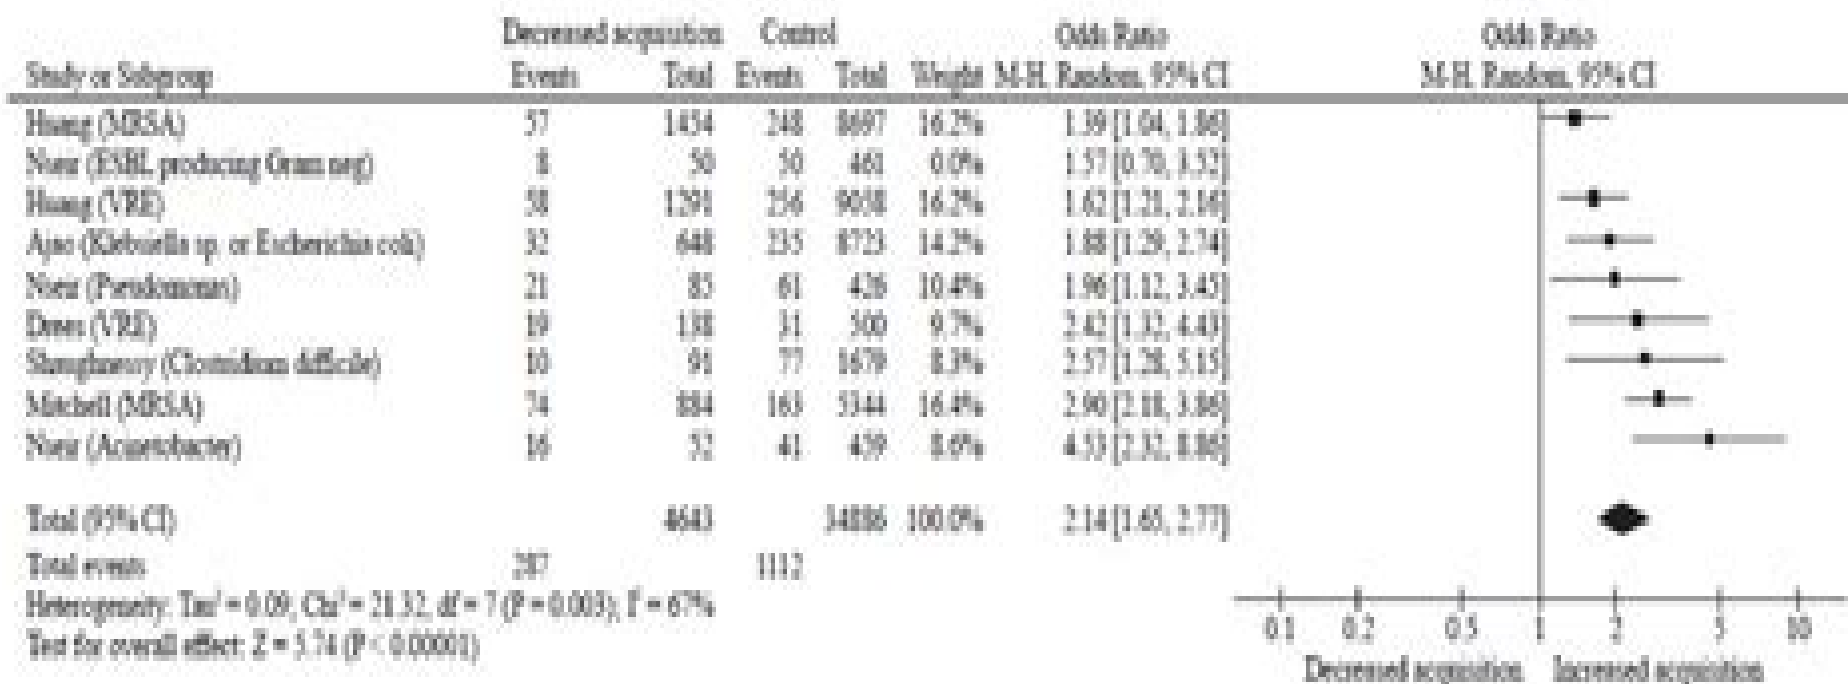 Decreased acquisition Control Odds Ratio Odds Ratio
Study or Subgroup Events Total Events Total Weight M-H, Random, 95% CI M-H, Random, 95% CI
Huang (MRSA) 57 1454 248 8697 16.2% 1.39 [1.04, 1.86]
Nseir (ESBL producing Gram neg) 8 50 50 461 0.0% 1.57 [0.70, 3.52]
Huang (VRE) 58 1291 256 9058 16.2% 1.62 [1.21, 2.16]
Ajao (Klebsiella sp. or Escherichia coli) 32 648 235 8723 14.2% 1.88 [1.29, 2.74]
Nseir (Pseudomonas) 21 85 61 426 10.4% 1.96 [1.12, 3.45]
Drees (VRE) 19 138 31 500 9.7% 2.42 [1.32, 4.43]
Shaughnessy (Clostridium difficile) 10 91 77 1679 8.3% 2.57 [1.28, 5.15]
Mitchell (MRSA) 74 884 163 5344 16.4% 2.90 [2.18, 3.86]
Nseir (Acinetobacter) 16 52 41 459 8.6% 4.53 [2.32, 8.86]
Total (95% CI) 4643 34886 100.0% 2.14 [1.65, 2.77]
Total events 287 1112
Heterogeneity: Tau² = 0.09; Chi² = 21.32, df = 7 (P = 0.003); I² = 67%
Test for overall effect: Z = 5.74 (P < 0.00001)
0.1 0.2 0.5 1 2 5 10
Decreased acquisition Increased acquisition